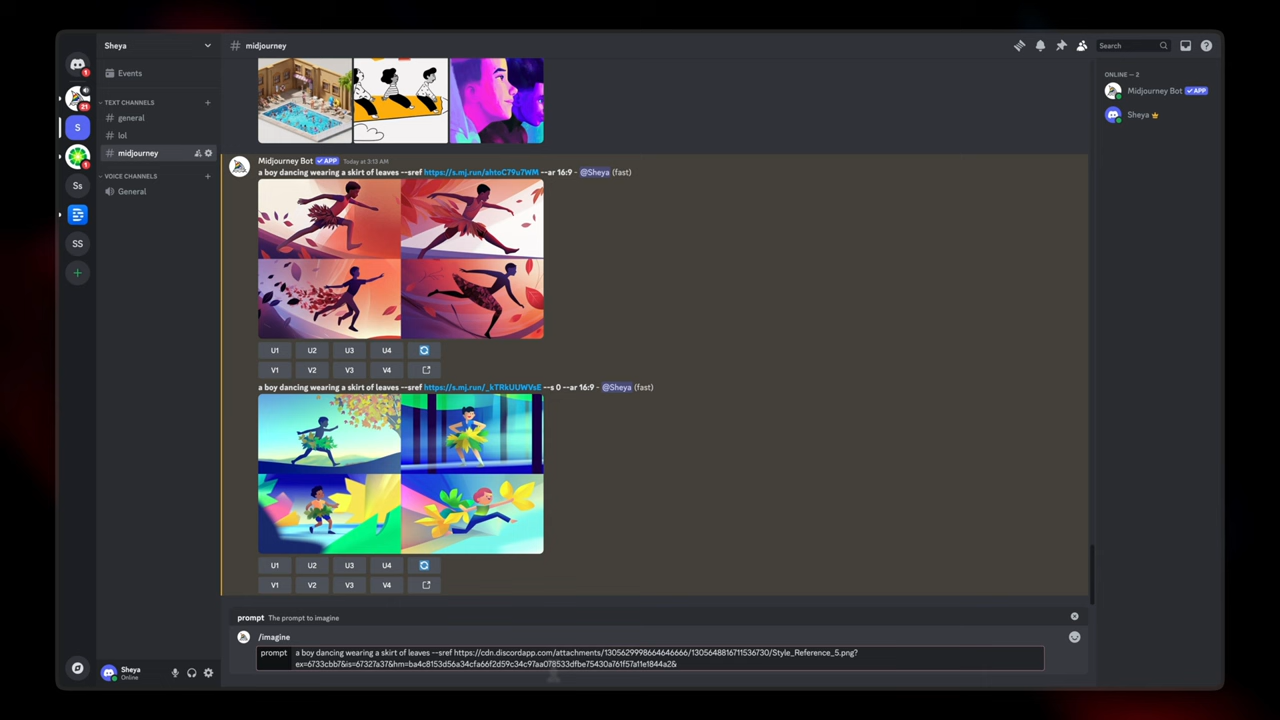 Sheya
# midjourney
Search
Events
TEXT CHANNELS
general
lol
midjourney
VOICE CHANNELS
General
S
Ss
SS
1
21
1
ONLINE — 2
Midjourney Bot APP
Sheya
Midjourney Bot APP Today at 3:13 AM
a boy dancing wearing a skirt of leaves --sref https://s.mj.run/ahtoC79u7WM --ar 16:9 - @Sheya (fast)
U1 U2 U3 U4
V1 V2 V3 V4
a boy dancing wearing a skirt of leaves --sref https://s.mj.run/_kTRkUUWVsE --s 0 --ar 16:9 - @Sheya (fast)
U1 U2 U3 U4
V1 V2 V3 V4
prompt The prompt to imagine
/imagine
prompt a boy dancing wearing a skirt of leaves --sref https://cdn.discordapp.com/attachments/1305629998664646666/1305648816711536730/Style_Reference_5.png?
ex=6733cbb7&is=67327a37&hm=ba4c8153d56a34cfa66f2d59c34c97aa078533dfbe75430a761f57a11e1844a2&
Sheya
Online